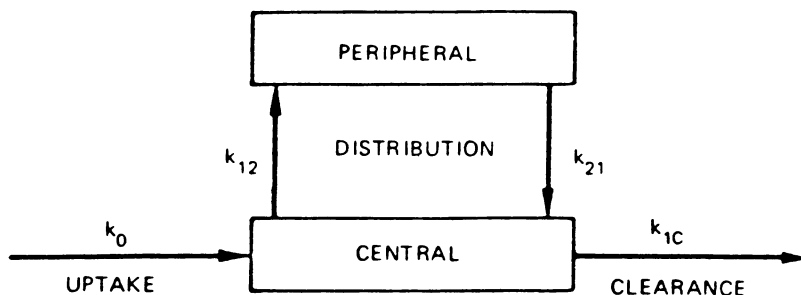 PERIPHERAL
k12
DISTRIBUTION
k21
k0
CENTRAL
k1C
UPTAKE
CLEARANCE